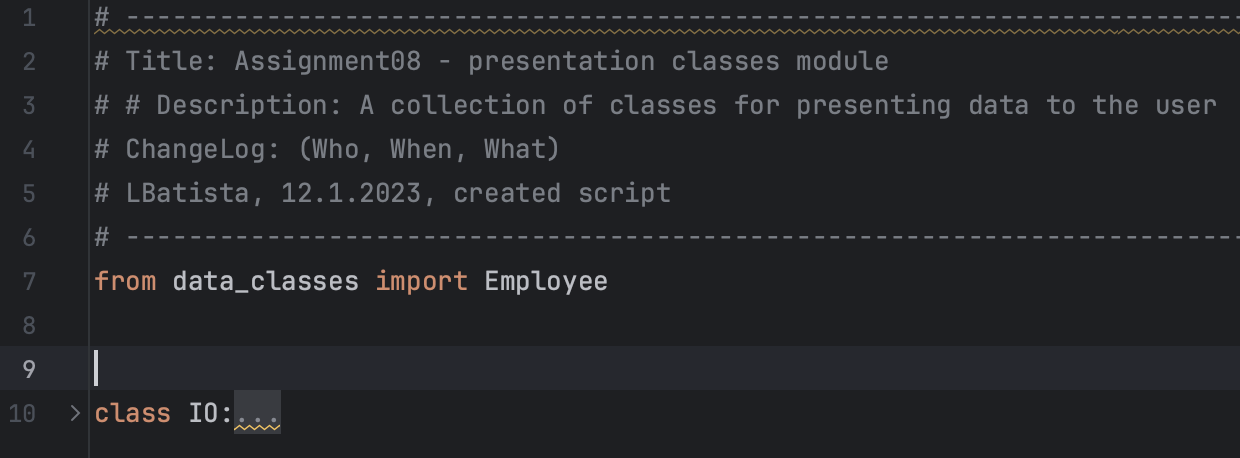 1 # ------------------------------------------------------------------------
2 # Title: Assignment08 - presentation classes module
3 # # Description: A collection of classes for presenting data to the user
4 # ChangeLog: (Who, When, What)
5 # LBatista, 12.1.2023, created script
6 # ------------------------------------------------------------------------
7 from data_classes import Employee
8
9
10 class IO:...